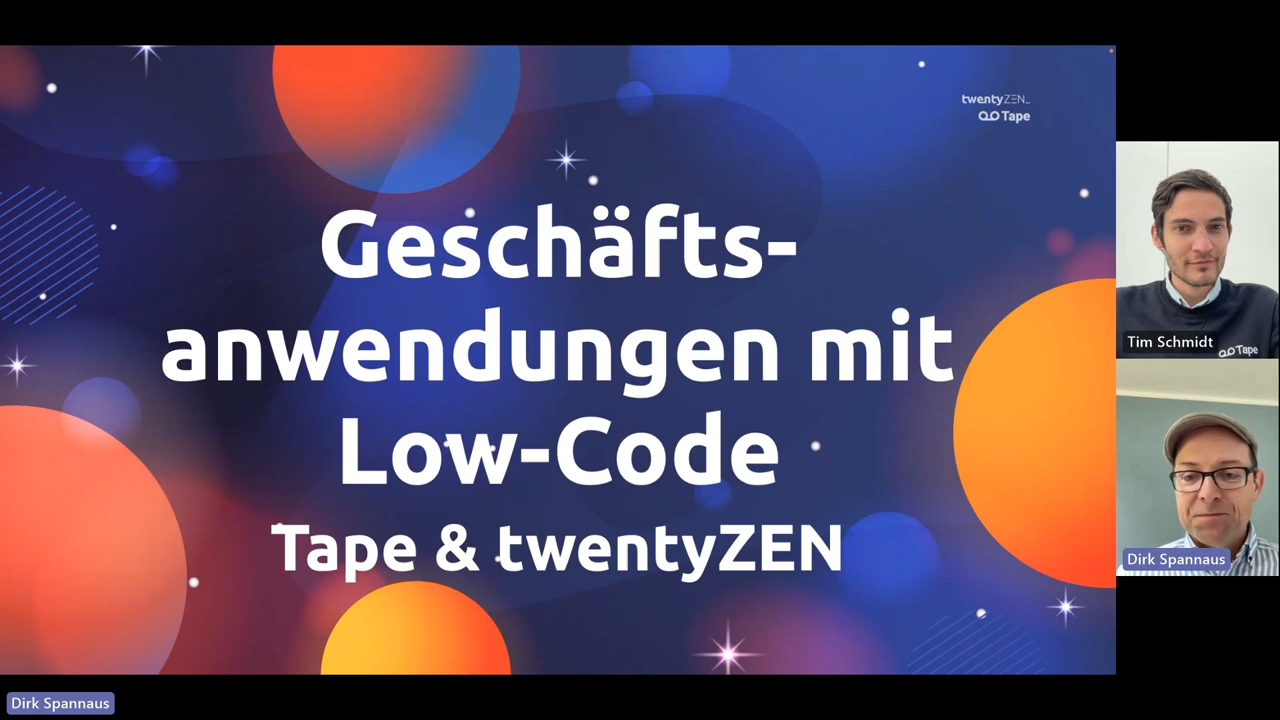 twentyZEN_
Tape
Geschäfts-
anwendungen mit
Low-Code
Tape & twentyZEN
Tim Schmidt
Tape
Dirk Spannaus
Dirk Spannaus